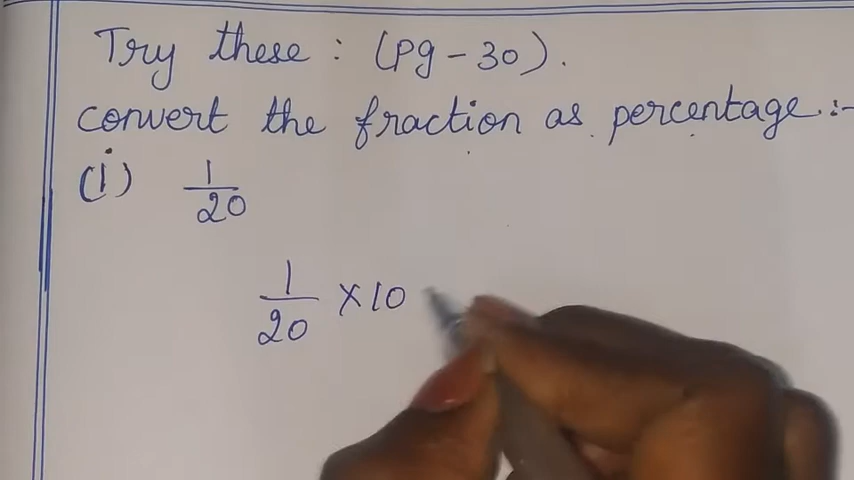 Try these : (pg - 30).
convert the fraction as percentage :-
(i) 1/20
1/20 × 10